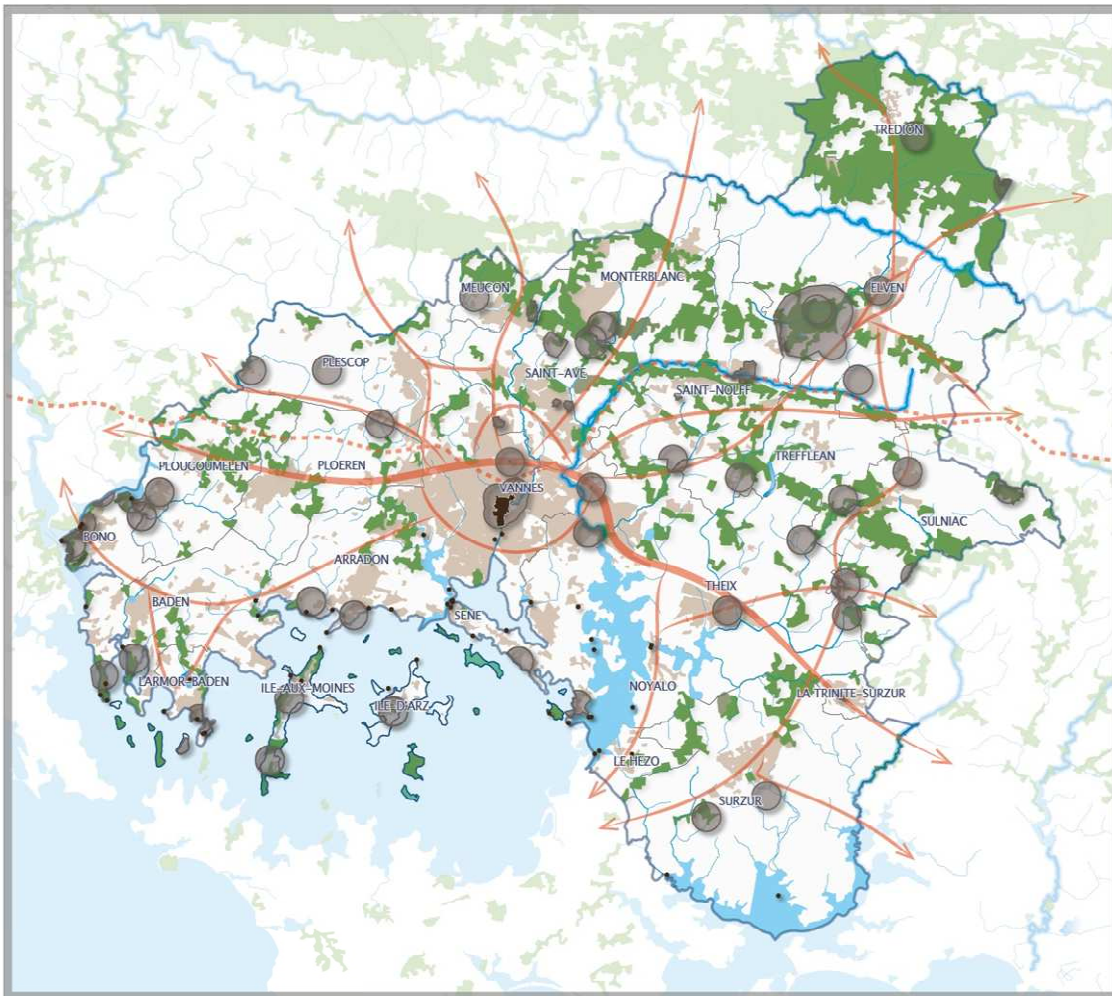 TREDION
ELVEN
MONTERBLANC
MEUCON
PLESCOP
SAINT-AVE
SAINT-NOLFF
TREFFLEAN
PLOUGOUMELEN
PLOEREN
VANNES
SULNIAC
BONO
ARRADON
THEIX
BADEN
SENE
LARMOR-BADEN
ILE-AUX-MOINES
ILE-D'ARZ
NOYALO
LA-TRINITE-SURZUR
LE HEZO
SURZUR